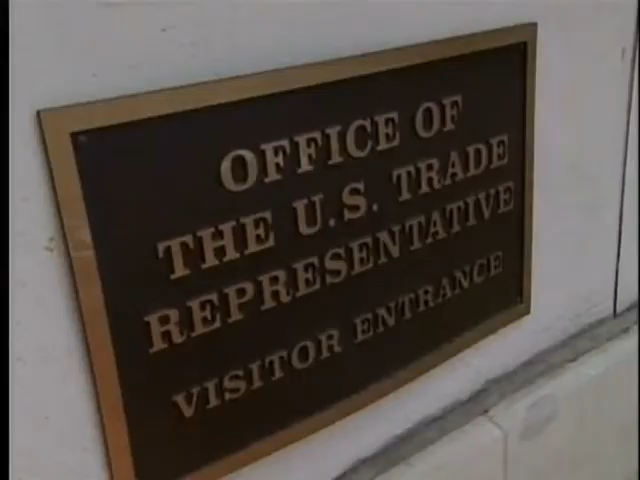 OFFICE OF
THE U.S. TRADE
REPRESENTATIVE
VISITOR ENTRANCE